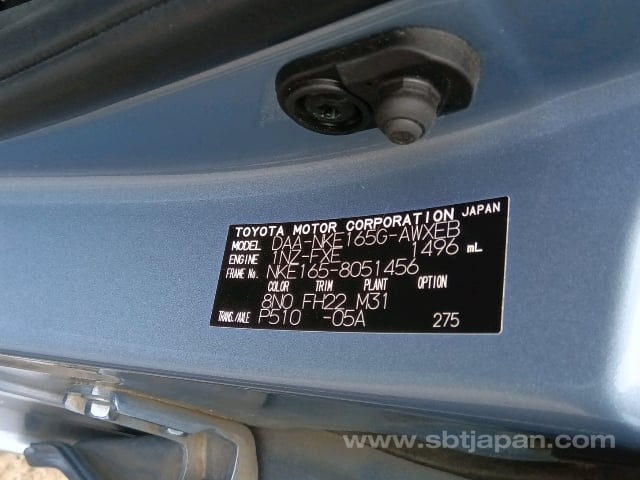 TOYOTA MOTOR CORPORATION JAPAN
MODEL DAA-NKE165G-AWXEB
ENGINE 1NZ-FXE 1496 mL
FRAME No. NKE165-8051456
COLOR TRIM PLANT OPTION
8N0 FH22 M31
TRANS./AXLE P510 -05A 275
www.sbtjapan.com